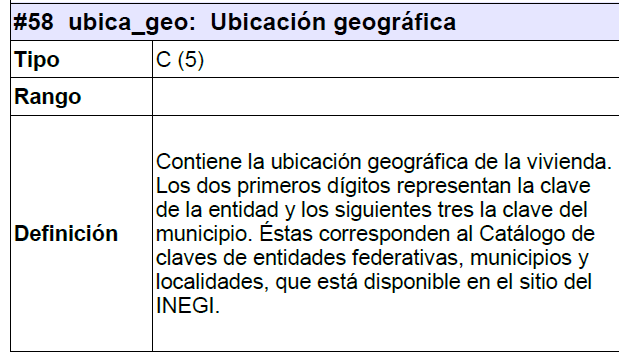 #58 ubica_geo: Ubicación geográfica
Tipo C (5)
Rango
Definición
Contiene la ubicación geográfica de la vivienda.
Los dos primeros dígitos representan la clave
de la entidad y los siguientes tres la clave del
municipio. Éstas corresponden al Catálogo de
claves de entidades federativas, municipios y
localidades, que está disponible en el sitio del
INEGI.